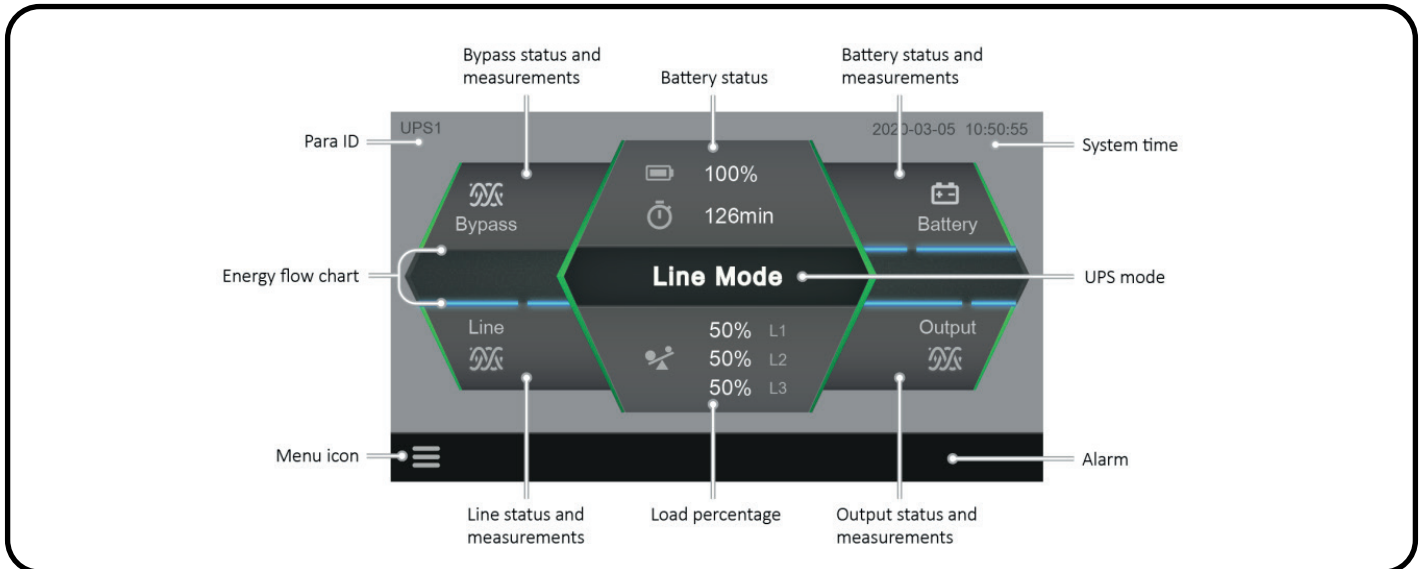 Bypass status and
measurements
Battery status
Battery status and
measurements
Para ID
UPS1
2020-03-05 10:50:55
System time
100%
126min
Bypass
Battery
Energy flow chart
Line Mode
UPS mode
Line
50% L1
50% L2
50% L3
Output
Menu icon
Alarm
Line status and
measurements
Load percentage
Output status and
measurements